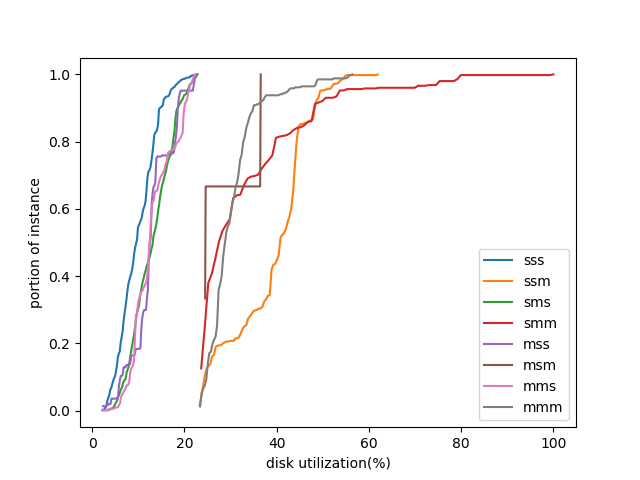 1.0
0.8
0.6
0.4
0.2
0.0
portion of instance
0
20
40
60
80
100
disk utilization(%)
sss
ssm
sms
smm
mss
msm
mms
mmm